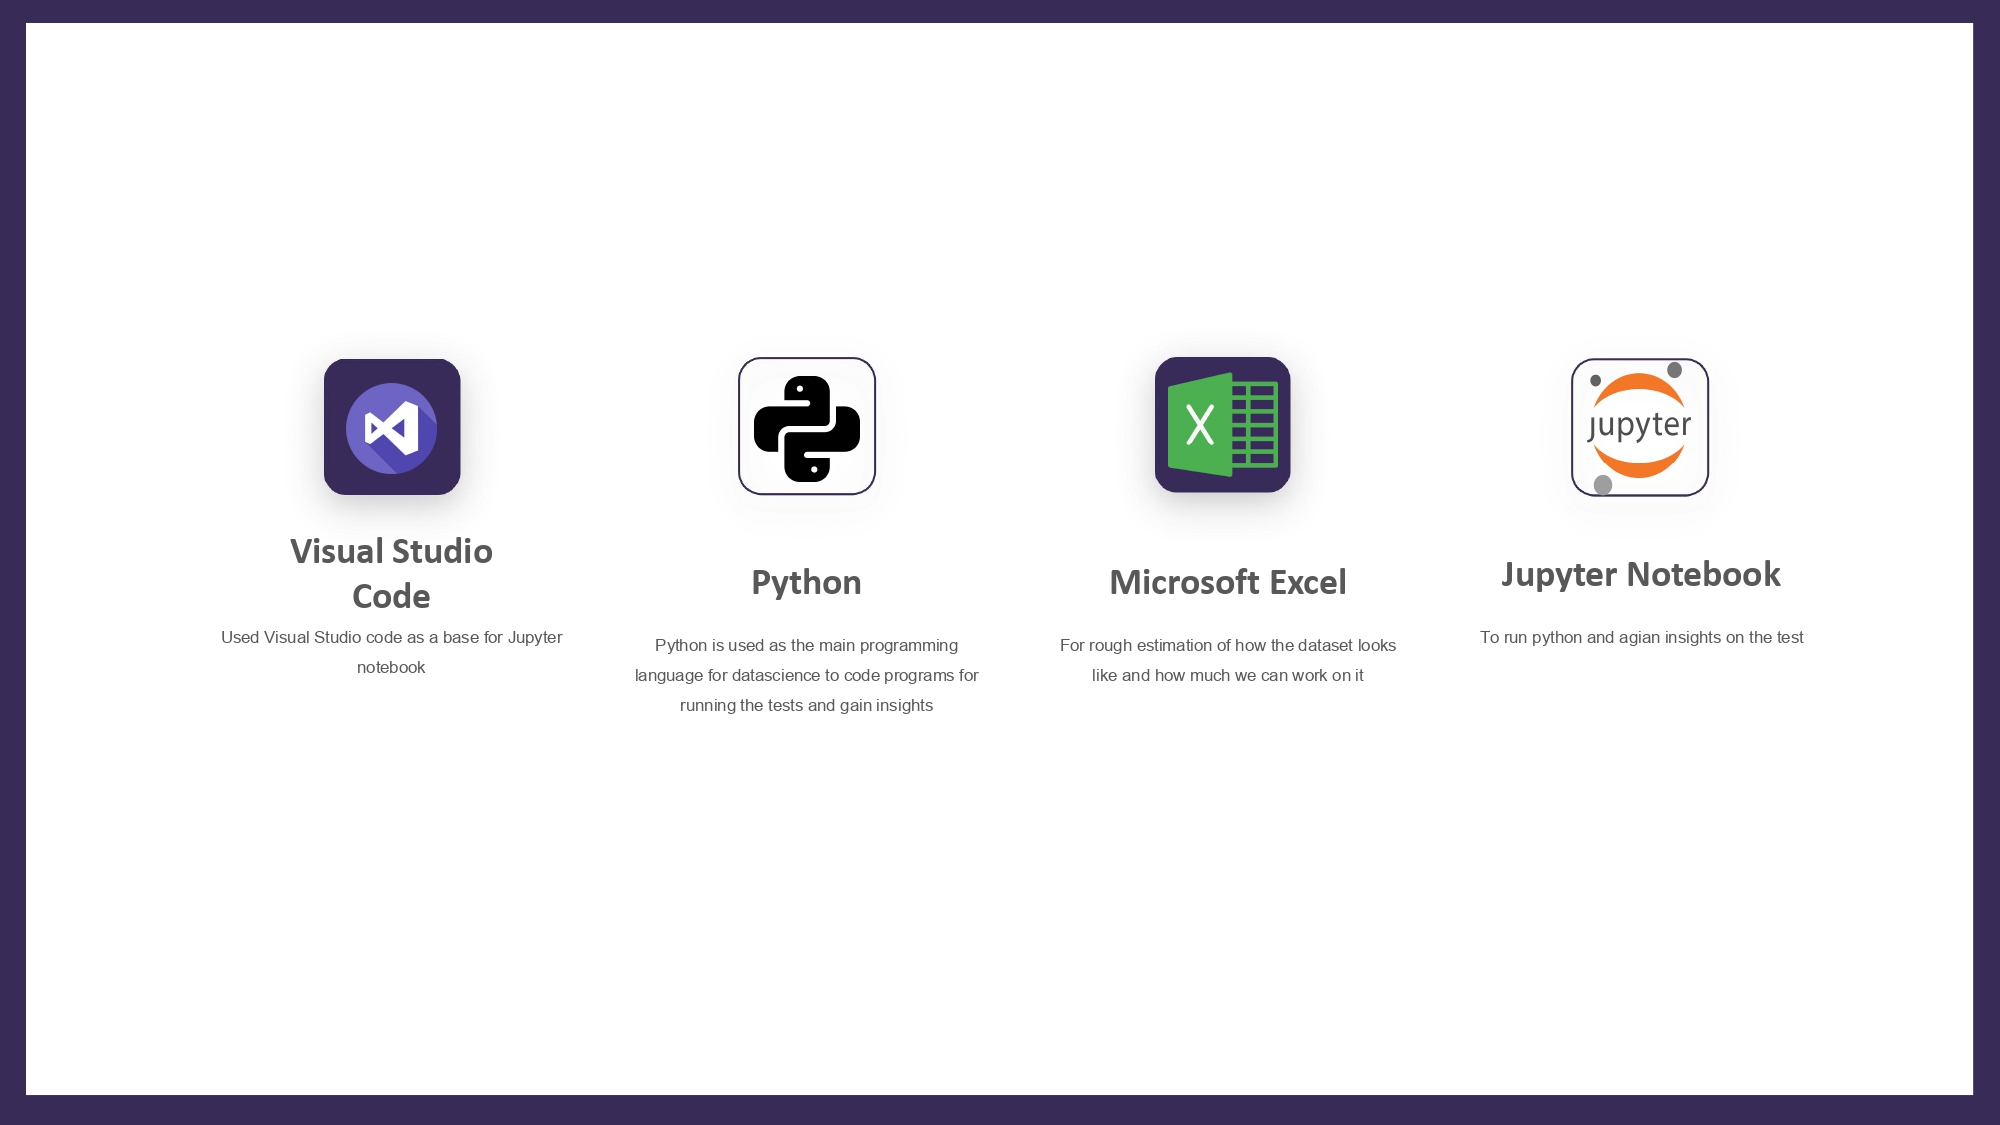 jupyter
Visual Studio
Code
Used Visual Studio code as a base for Jupyter
notebook
Python
Python is used as the main programming
language for datascience to code programs for
running the tests and gain insights
Microsoft Excel
For rough estimation of how the dataset looks
like and how much we can work on it
Jupyter Notebook
To run python and agian insights on the test